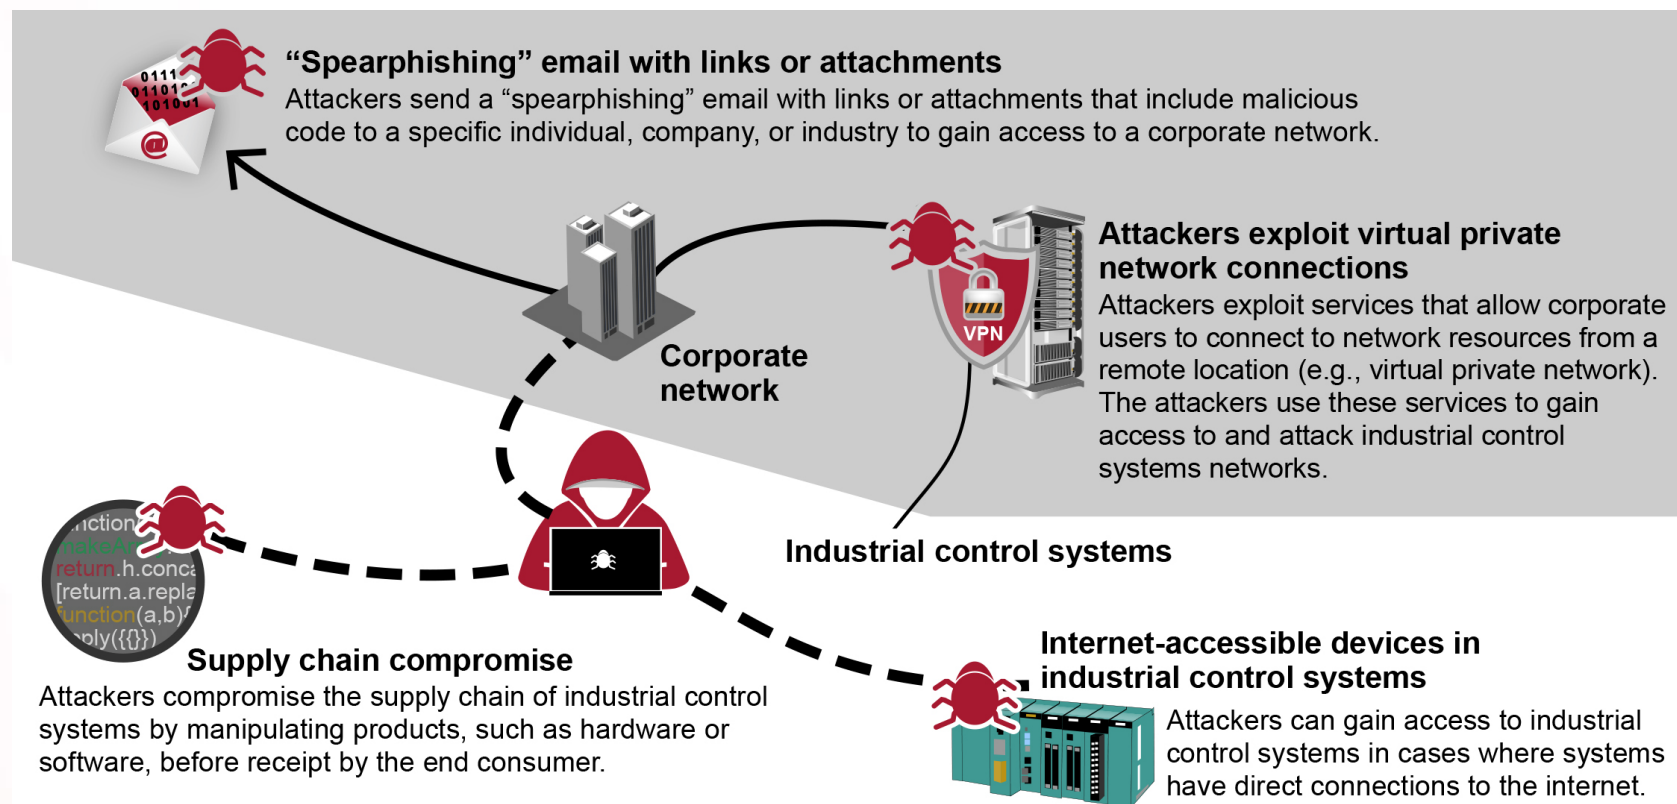 0111
011010
101001
@
“Spearphishing” email with links or attachments
Attackers send a “spearphishing” email with links or attachments that include malicious
code to a specific individual, company, or industry to gain access to a corporate network.
Attackers exploit virtual private
network connections
Attackers exploit services that allow corporate
users to connect to network resources from a
remote location (e.g., virtual private network).
The attackers use these services to gain
access to and attack industrial control
systems networks.
VPN
Corporate
network
Industrial control systems
nction
makeAr
return.h.conca
[return.a.repla
function(a,b){
pply({{}})
Supply chain compromise
Attackers compromise the supply chain of industrial control
systems by manipulating products, such as hardware or
software, before receipt by the end consumer.
Internet-accessible devices in
industrial control systems
Attackers can gain access to industrial
control systems in cases where systems
have direct connections to the internet.